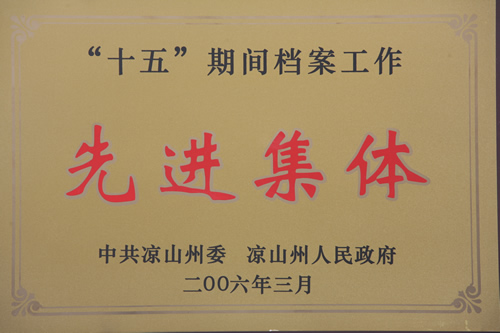 “十五”期间档案工作
先进集体
中共凉山州委 凉山州人民政府
二00六年三月